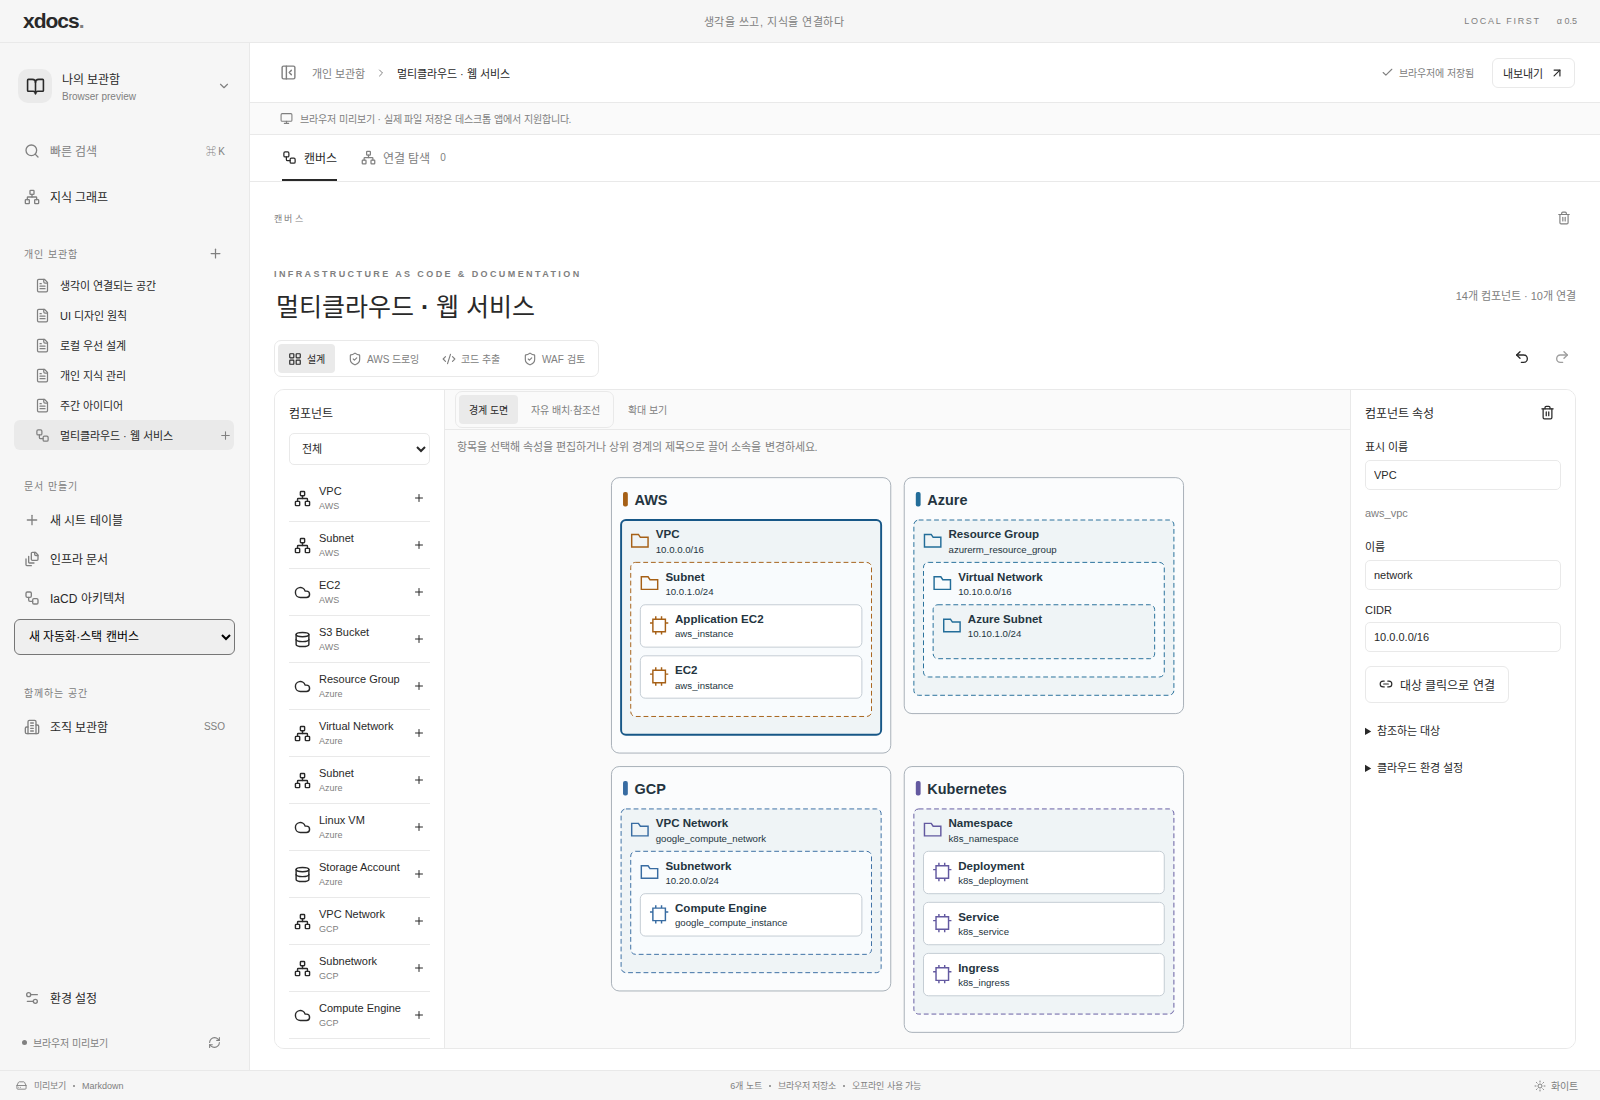 xdocs.
생각을 쓰고, 지식을 연결하다
LOCAL FIRST α 0.5
나의 보관함
Browser preview
빠른 검색 ⌘K
지식 그래프
개인 보관함
생각이 연결되는 공간
UI 디자인 원칙
로컬 우선 설계
개인 지식 관리
주간 아이디어
멀티클라우드 · 웹 서비스
문서 만들기
새 시트 테이블
인프라 문서
IaCD 아키텍처
새 자동화·스택 캔버스
함께하는 공간
조직 보관함 SSO
환경 설정
브라우저 미리보기
개인 보관함 > 멀티클라우드 · 웹 서비스
브라우저에 저장됨
내보내기
브라우저 미리보기 · 실제 파일 저장은 데스크톱 앱에서 지원합니다.
캔버스
연결 탐색 0
캔버스
INFRASTRUCTURE AS CODE & DOCUMENTATION
멀티클라우드 · 웹 서비스
14개 컴포넌트 · 10개 연결
설계
AWS 드로잉
코드 추출
WAF 검토
컴포넌트
전체
VPC
AWS
Subnet
AWS
EC2
AWS
S3 Bucket
AWS
Resource Group
Azure
Virtual Network
Azure
Subnet
Azure
Linux VM
Azure
Storage Account
Azure
VPC Network
GCP
Subnetwork
GCP
Compute Engine
GCP
경계 도면
자유 배치·참조선
확대 보기
항목을 선택해 속성을 편집하거나 상위 경계의 제목으로 끌어 소속을 변경하세요.
AWS
VPC
10.0.0.0/16
Subnet
10.0.1.0/24
Application EC2
aws_instance
EC2
aws_instance
Azure
Resource Group
azurerm_resource_group
Virtual Network
10.10.0.0/16
Azure Subnet
10.10.1.0/24
GCP
VPC Network
google_compute_network
Subnetwork
10.20.0.0/24
Compute Engine
google_compute_instance
Kubernetes
Namespace
k8s_namespace
Deployment
k8s_deployment
Service
k8s_service
Ingress
k8s_ingress
컴포넌트 속성
표시 이름
VPC
aws_vpc
이름
network
CIDR
10.0.0.0/16
대상 클릭으로 연결
참조하는 대상
클라우드 환경 설정
미리보기 · Markdown
6개 노트 · 브라우저 저장소 · 오프라인 사용 가능
화이트